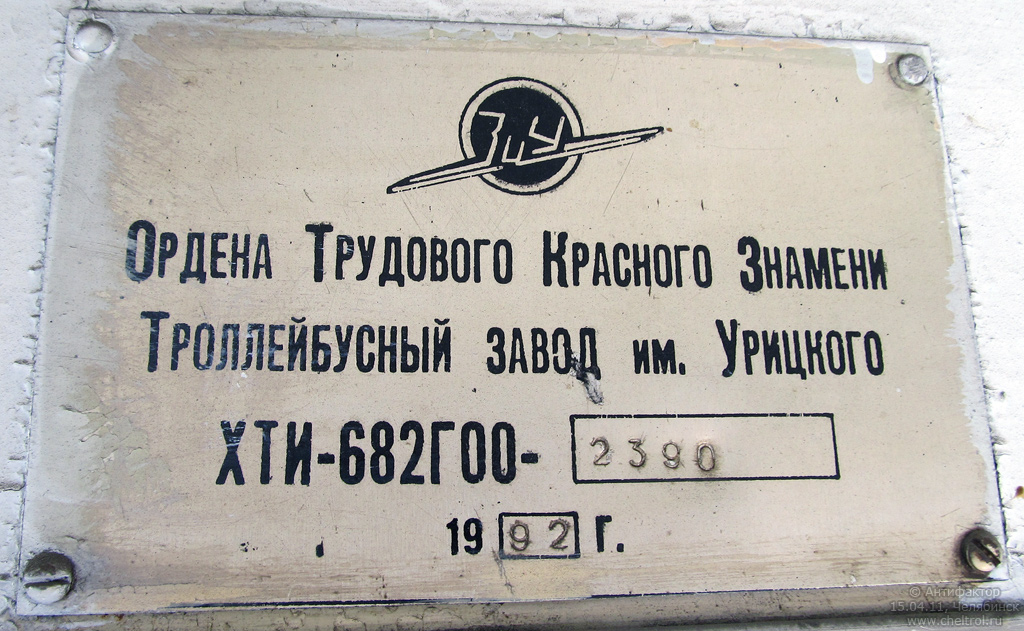 ЗиУ
Ордена Трудового Красного Знамени
Троллейбусный завод им. Урицкого
ХТИ-682Г00- 2390
1992 г.
© Антифактор
15.04.11, Челябинск
www.cheltrol.ru